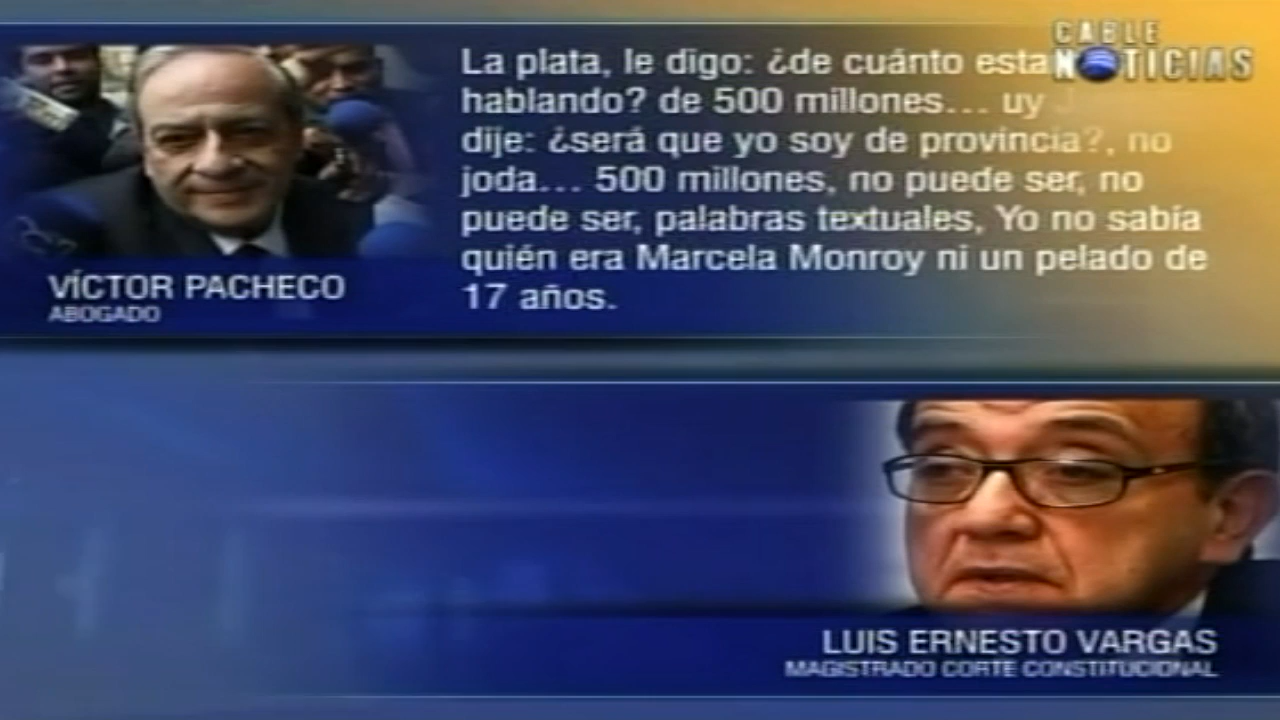 CABLE
NOTICIAS
La plata, le digo: ¿de cuánto esta
hablando? de 500 millones... uy
dije: ¿será que yo soy de provincia?, no
joda... 500 millones, no puede ser, no
puede ser, palabras textuales, Yo no sabía
quién era Marcela Monroy ni un pelado de
17 años.
VÍCTOR PACHECO
ABOGADO
LUIS ERNESTO VARGAS
MAGISTRADO CORTE CONSTITUCIONAL